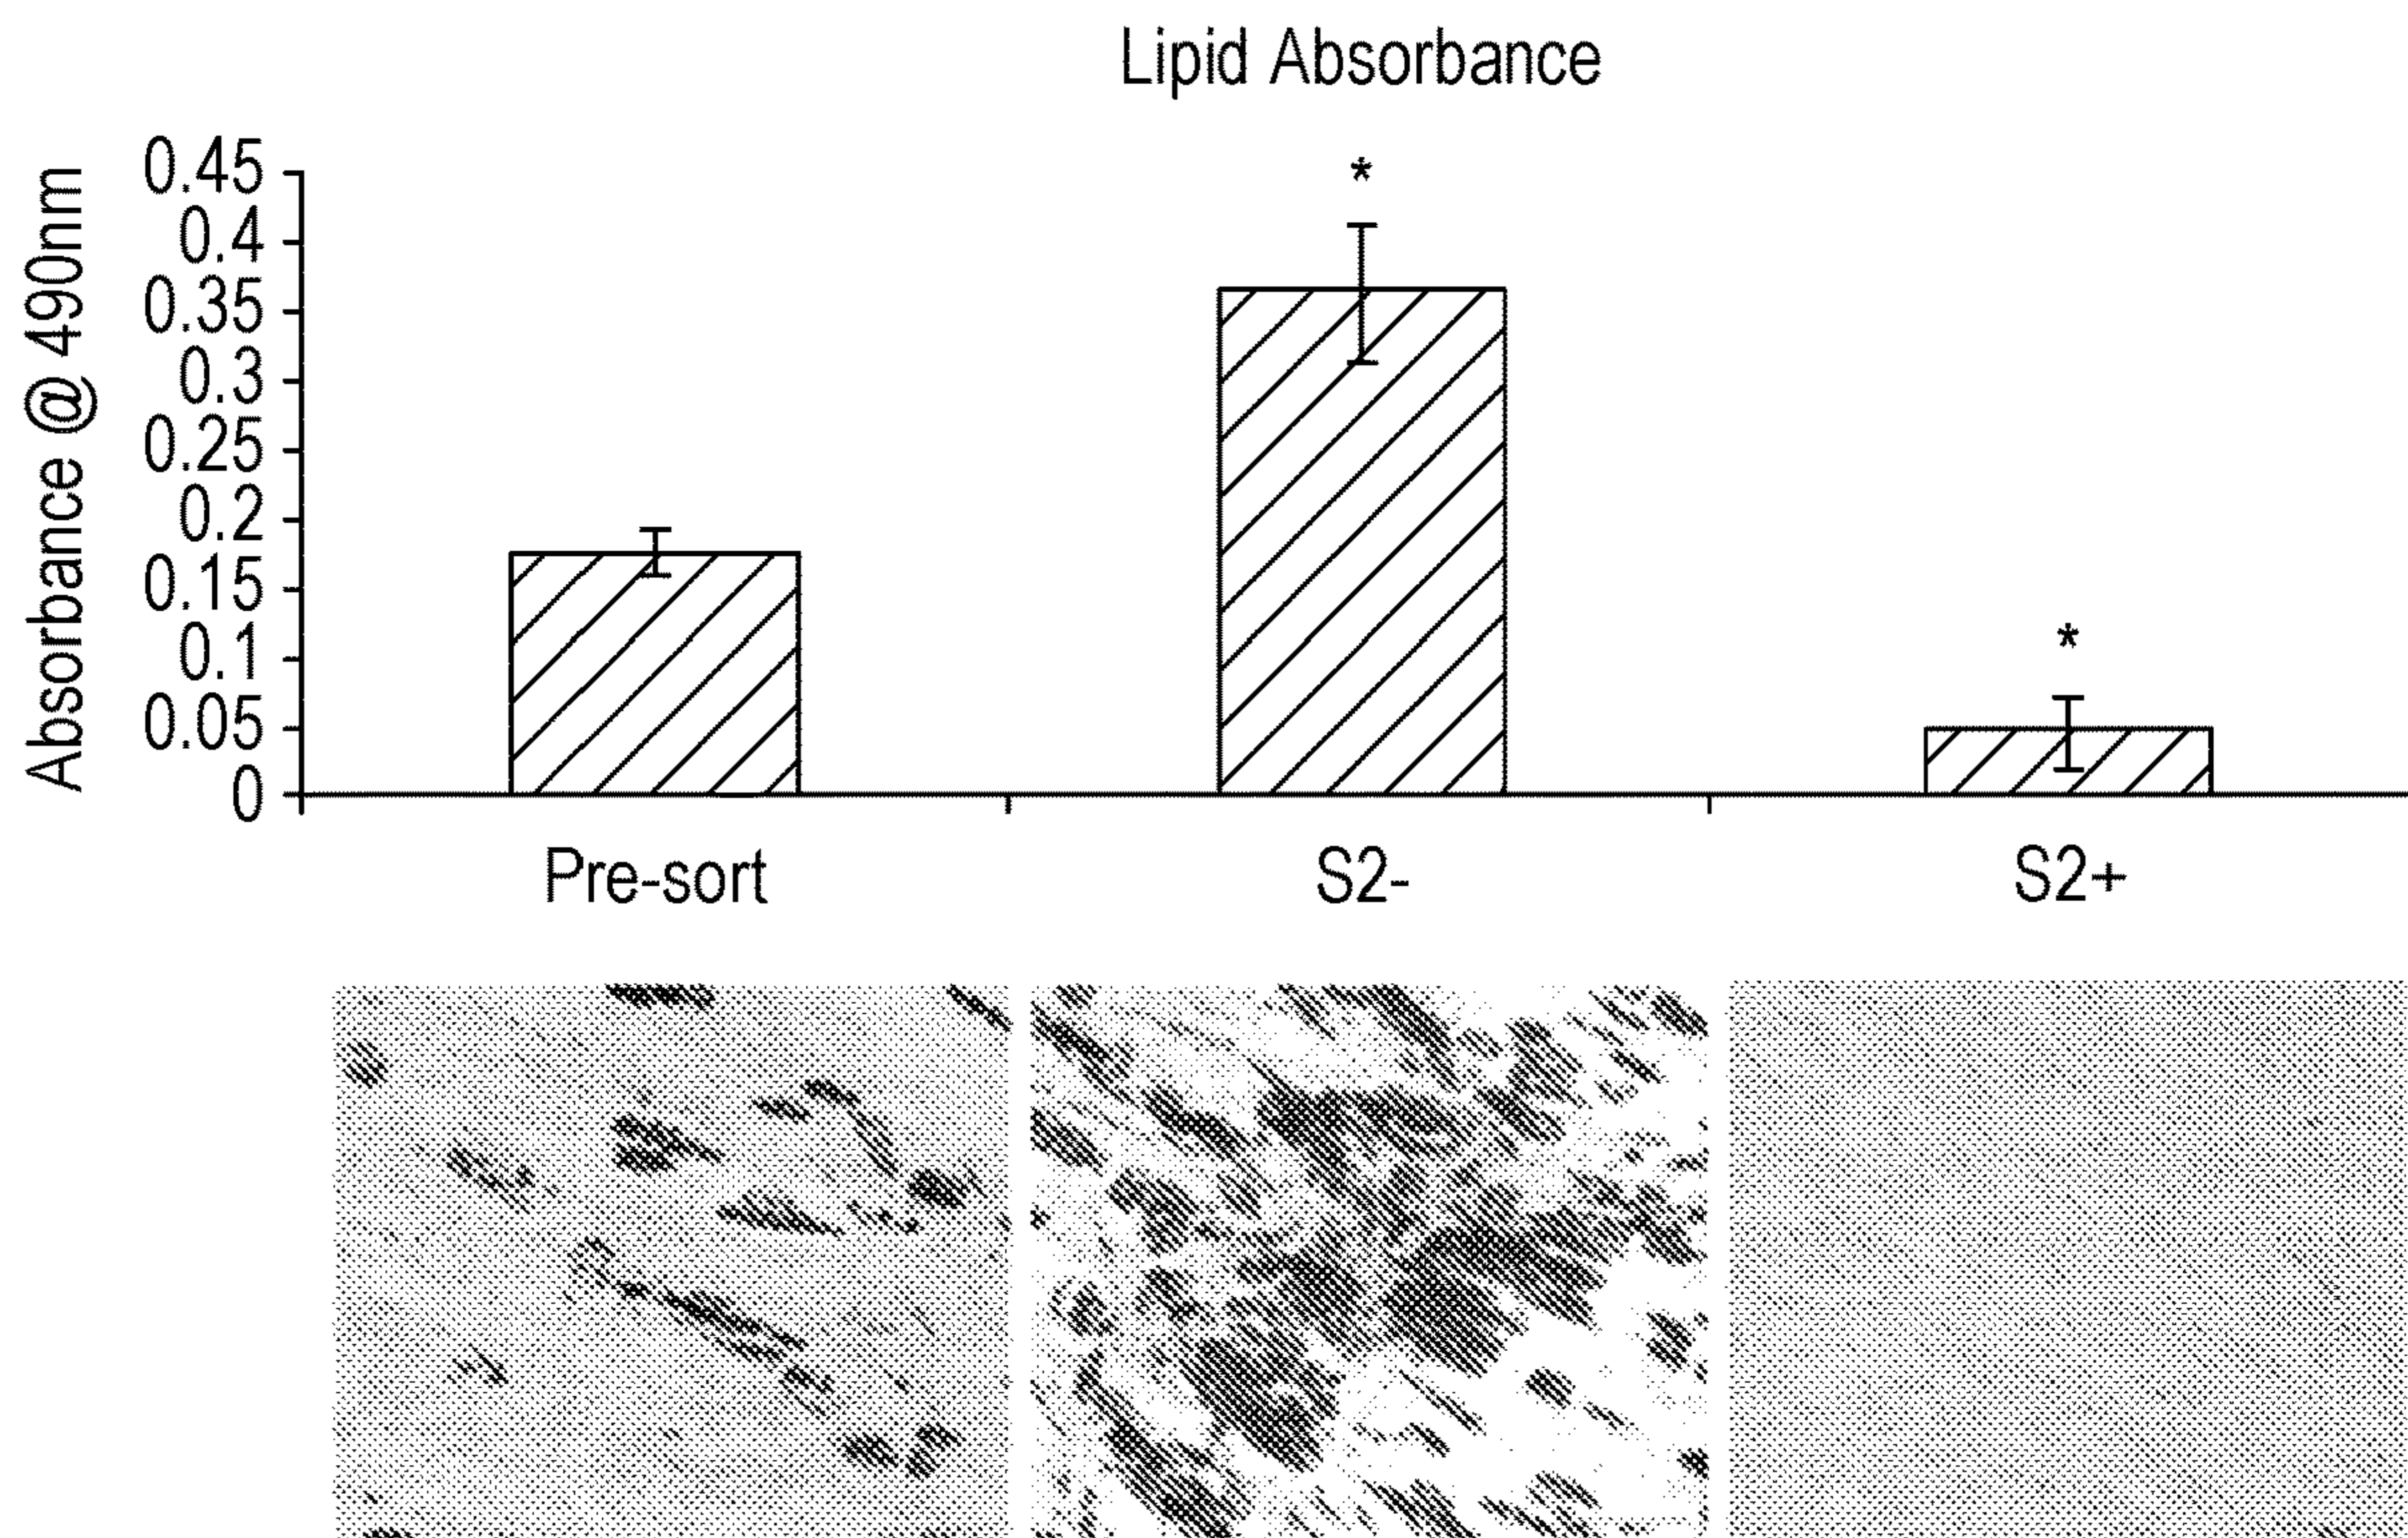 Lipid Absorbance
Absorbance @ 490nm
0.45
0.4
0.35
0.3
0.25
0.2
0.15
0.1
0.05
0
*
*
Pre-sort
S2-
S2+